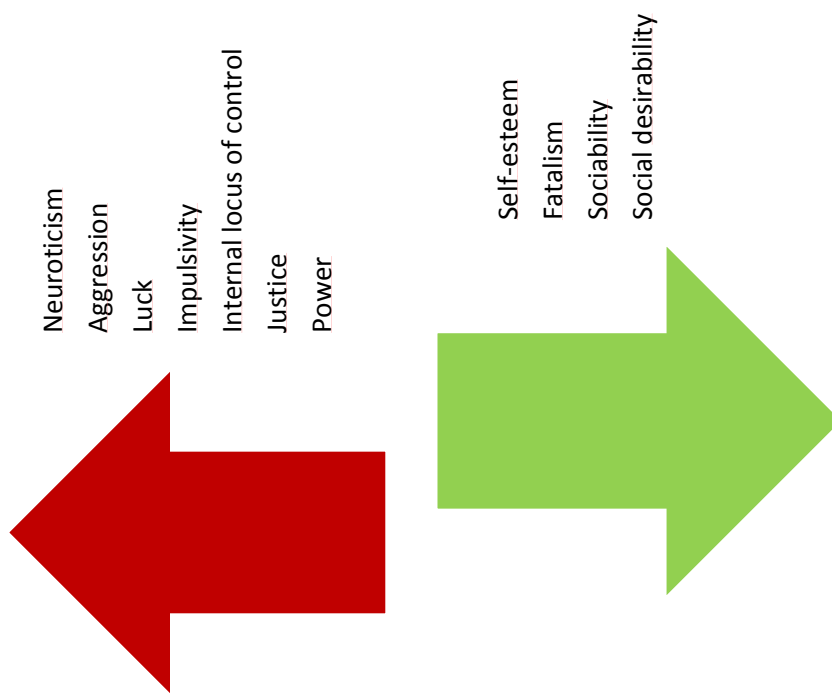 Neuroticism
Aggression
Luck
Impulsivity
Internal locus of control
Justice
Power
Self-esteem
Fatalism
Sociability
Social desirability